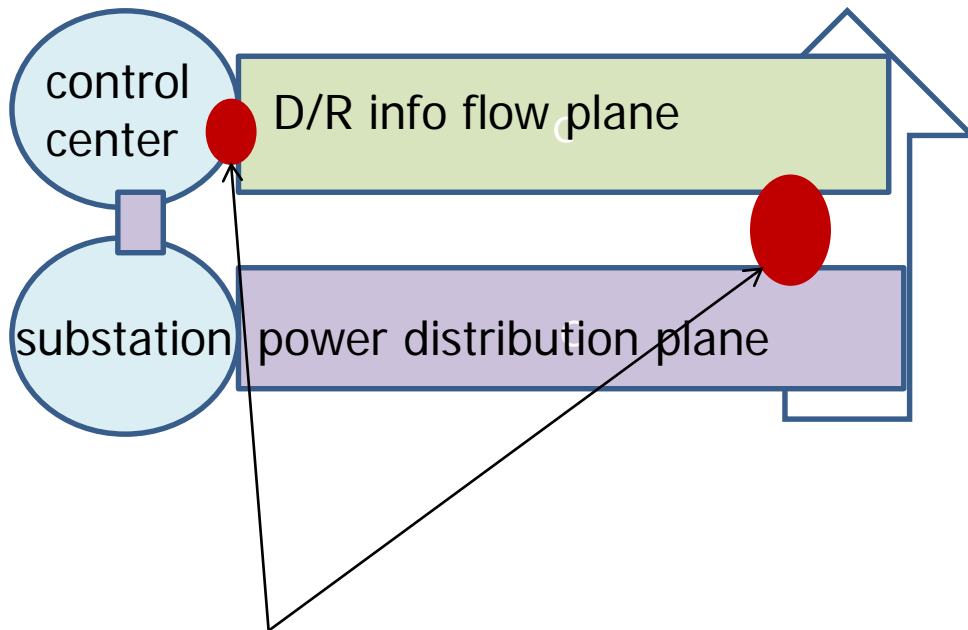 control
center
D/R info flow plane
c
substation
power distribution plane
c